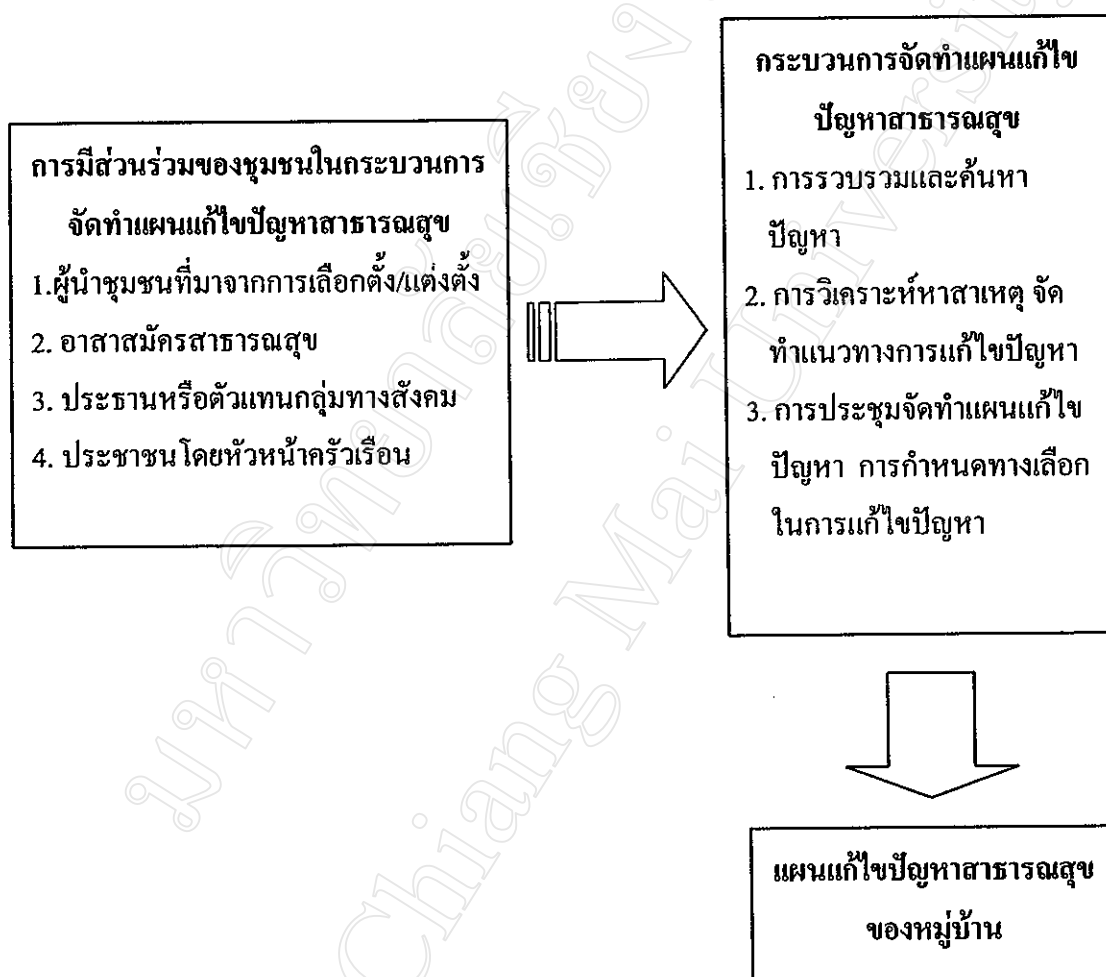 การมีส่วนร่วมของชุมชนในกระบวนการ
จัดทำแผนแก้ไขปัญหาสาธารณสุข
1.ผู้นำชุมชนที่มาจากการเลือกตั้ง/แต่งตั้ง
2. อาสาสมัครสาธารณสุข
3. ประธานหรือตัวแทนกลุ่มทางสังคม
4. ประชาชนโดยหัวหน้าครัวเรือน
กระบวนการจัดทำแผนแก้ไข
ปัญหาสาธารณสุข
1. การรวบรวมและค้นหา
ปัญหา
2. การวิเคราะห์หาสาเหตุ จัด
ทำแนวทางการแก้ไขปัญหา
3. การประชุมจัดทำแผนแก้ไข
ปัญหา การกำหนดทางเลือก
ในการแก้ไขปัญหา
แผนแก้ไขปัญหาสาธารณสุข
ของหมู่บ้าน
มหาวิทยาลัยเชียง
Chiang Mai University